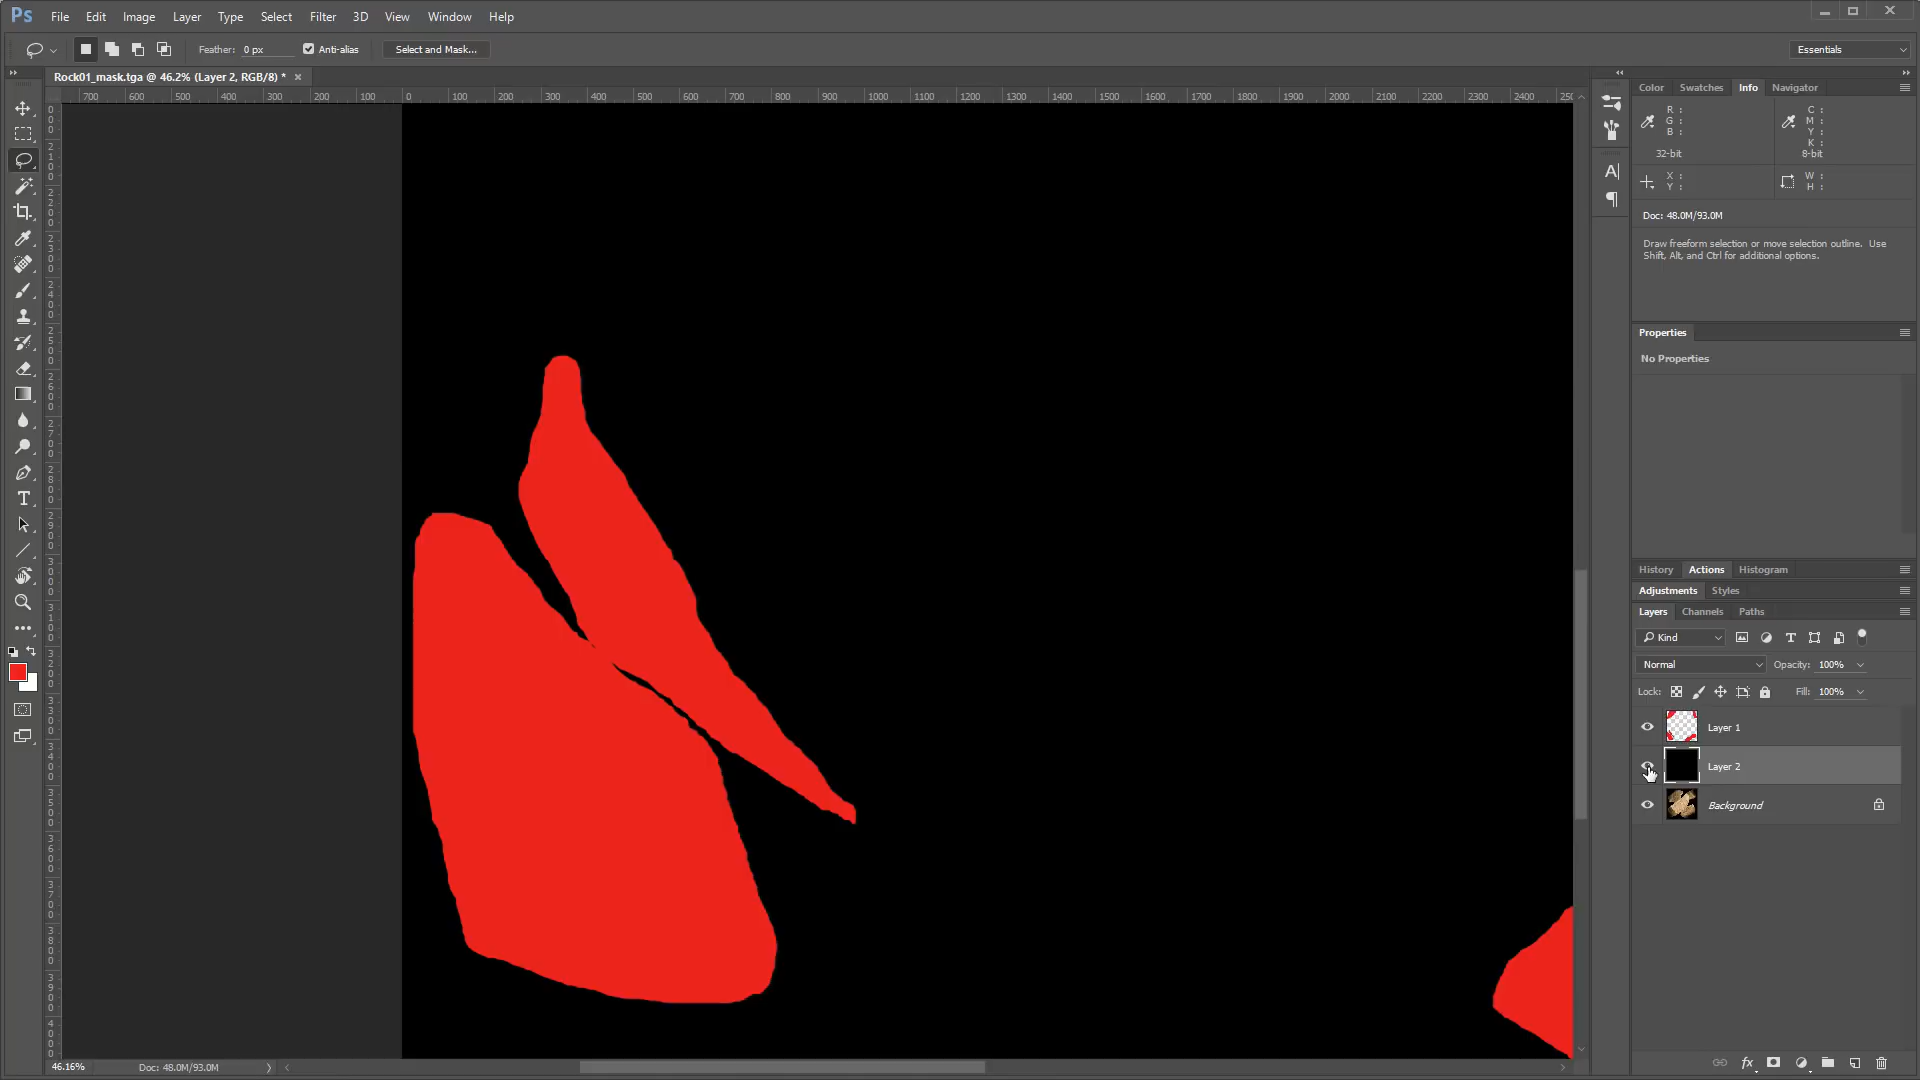 Ps File Edit Image Layer Type Select Filter 3D View Window Help
Feather: 0 px Anti-alias Select and Mask... Essentials
Rock01_mask.tga @ 46.2% (Layer 2, RGB/8) * ×
700 600 500 400 300 200 100 0 100 200 300 400 500 600 700 800 900 1000 1100 1200 1300 1400 1500 1600 1700 1800 1900 2000 2100 2200 2300 2400
Color Swatches Info Navigator
R :
G :
B :
32-bit
C :
M :
Y :
K :
8-bit
X :
Y :
W :
H :
Doc: 48.0M/93.0M
Draw freeform selection or move selection outline. Use
Shift, Alt, and Ctrl for additional options.
Properties
No Properties
History Actions Histogram
Adjustments Styles
Layers Channels Paths
Kind
Normal Opacity: 100%
Lock: Fill: 100%
Layer 1
Layer 2
Background
fx
46.16% Doc: 48.0M/93.0M